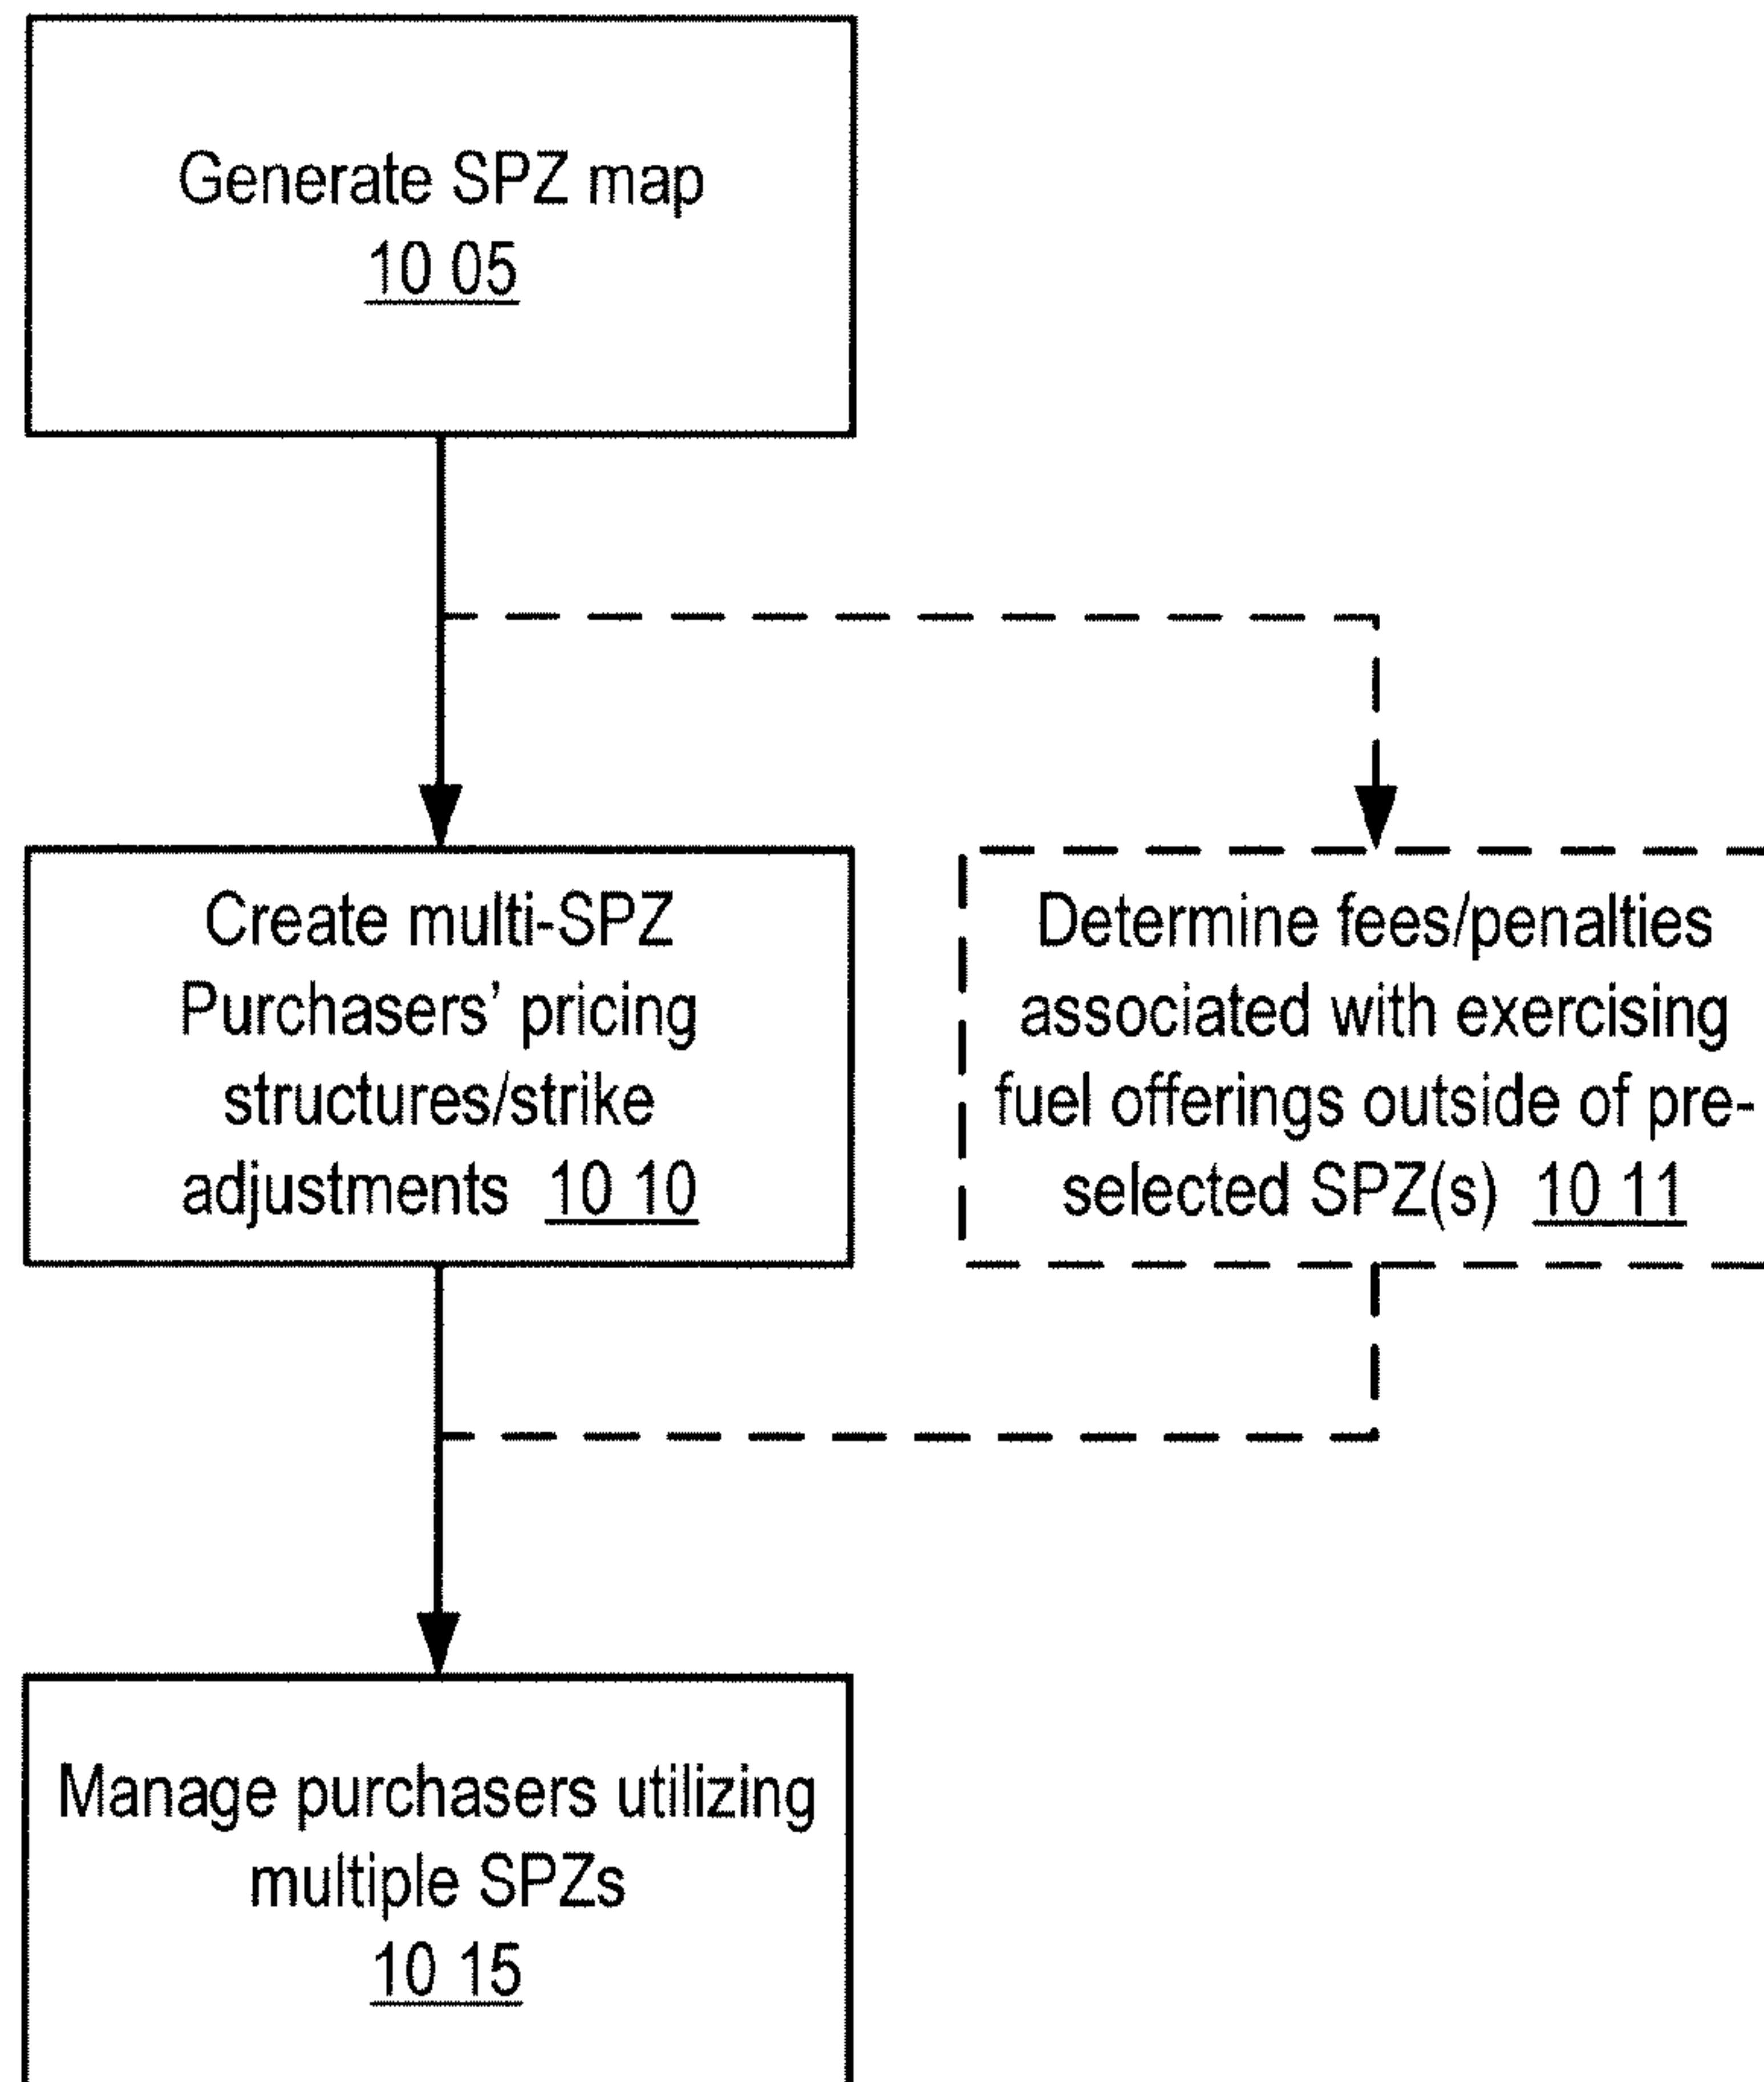 Generate SPZ map
10 05
Create multi-SPZ
Purchasers' pricing
structures/strike
adjustments 10 10
Determine fees/penalties
associated with exercising
fuel offerings outside of pre-
selected SPZ(s) 10 11
Manage purchasers utilizing
multiple SPZs
10 15